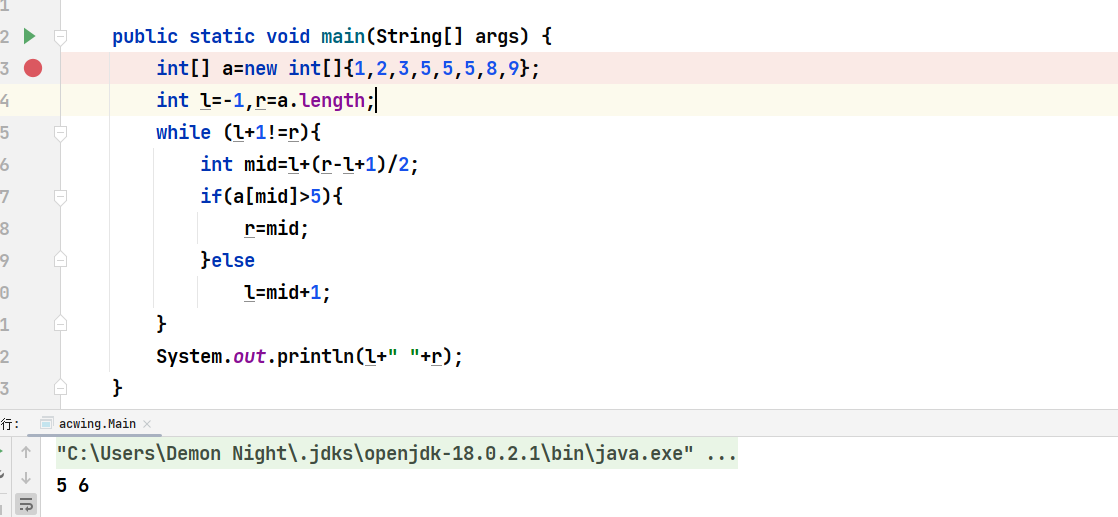 1
2 public static void main(String[] args) {
3 int[] a=new int[]{1,2,3,5,5,5,8,9};
4 int l=-1,r=a.length;
5 while (l+1!=r){
6 int mid=l+(r-l+1)/2;
7 if(a[mid]>5){
8 r=mid;
9 }else
0 l=mid+1;
1 }
2 System.out.println(l+" "+r);
3 }
行: acwing.Main ×
"C:\Users\Demon Night\.jdks\openjdk-18.0.2.1\bin\java.exe" ...
5 6